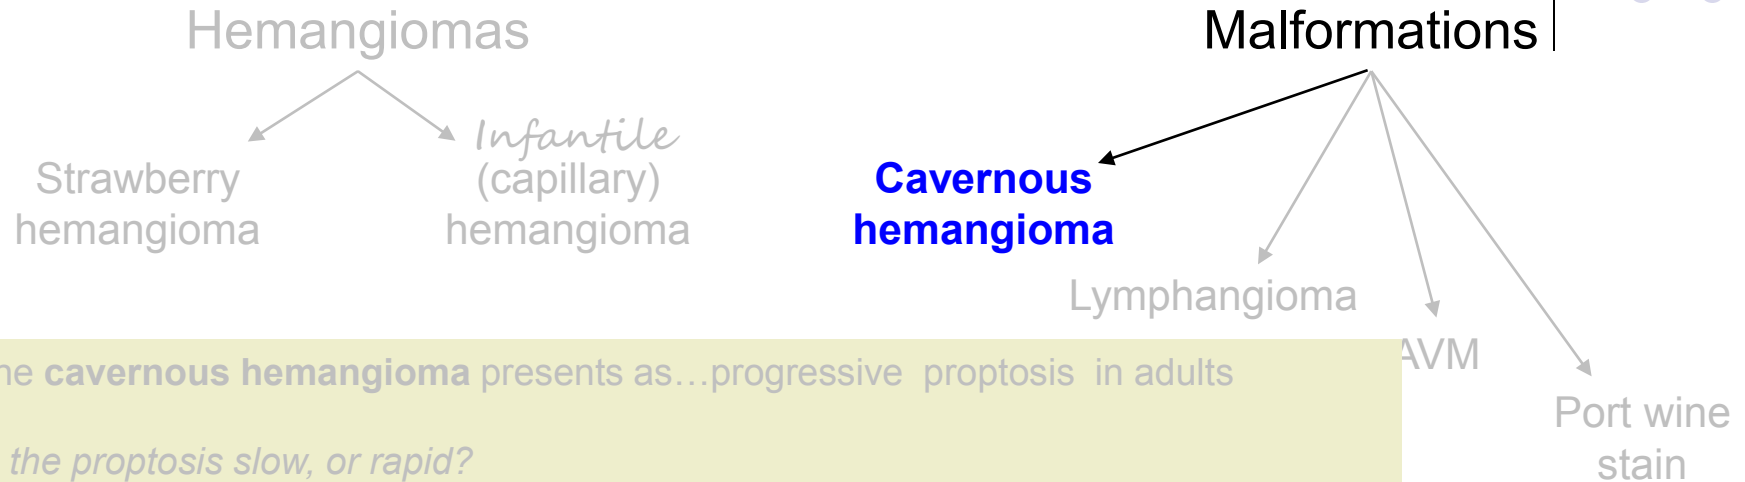 Hemangiomas
Malformations
Infantile
Strawberry
hemangioma
(capillary)
hemangioma
Cavernous
hemangioma
Lymphangioma
AVM
Port wine
stain
cavernous hemangioma presents as…progressive proptosis in adults
the proptosis slow, or rapid?